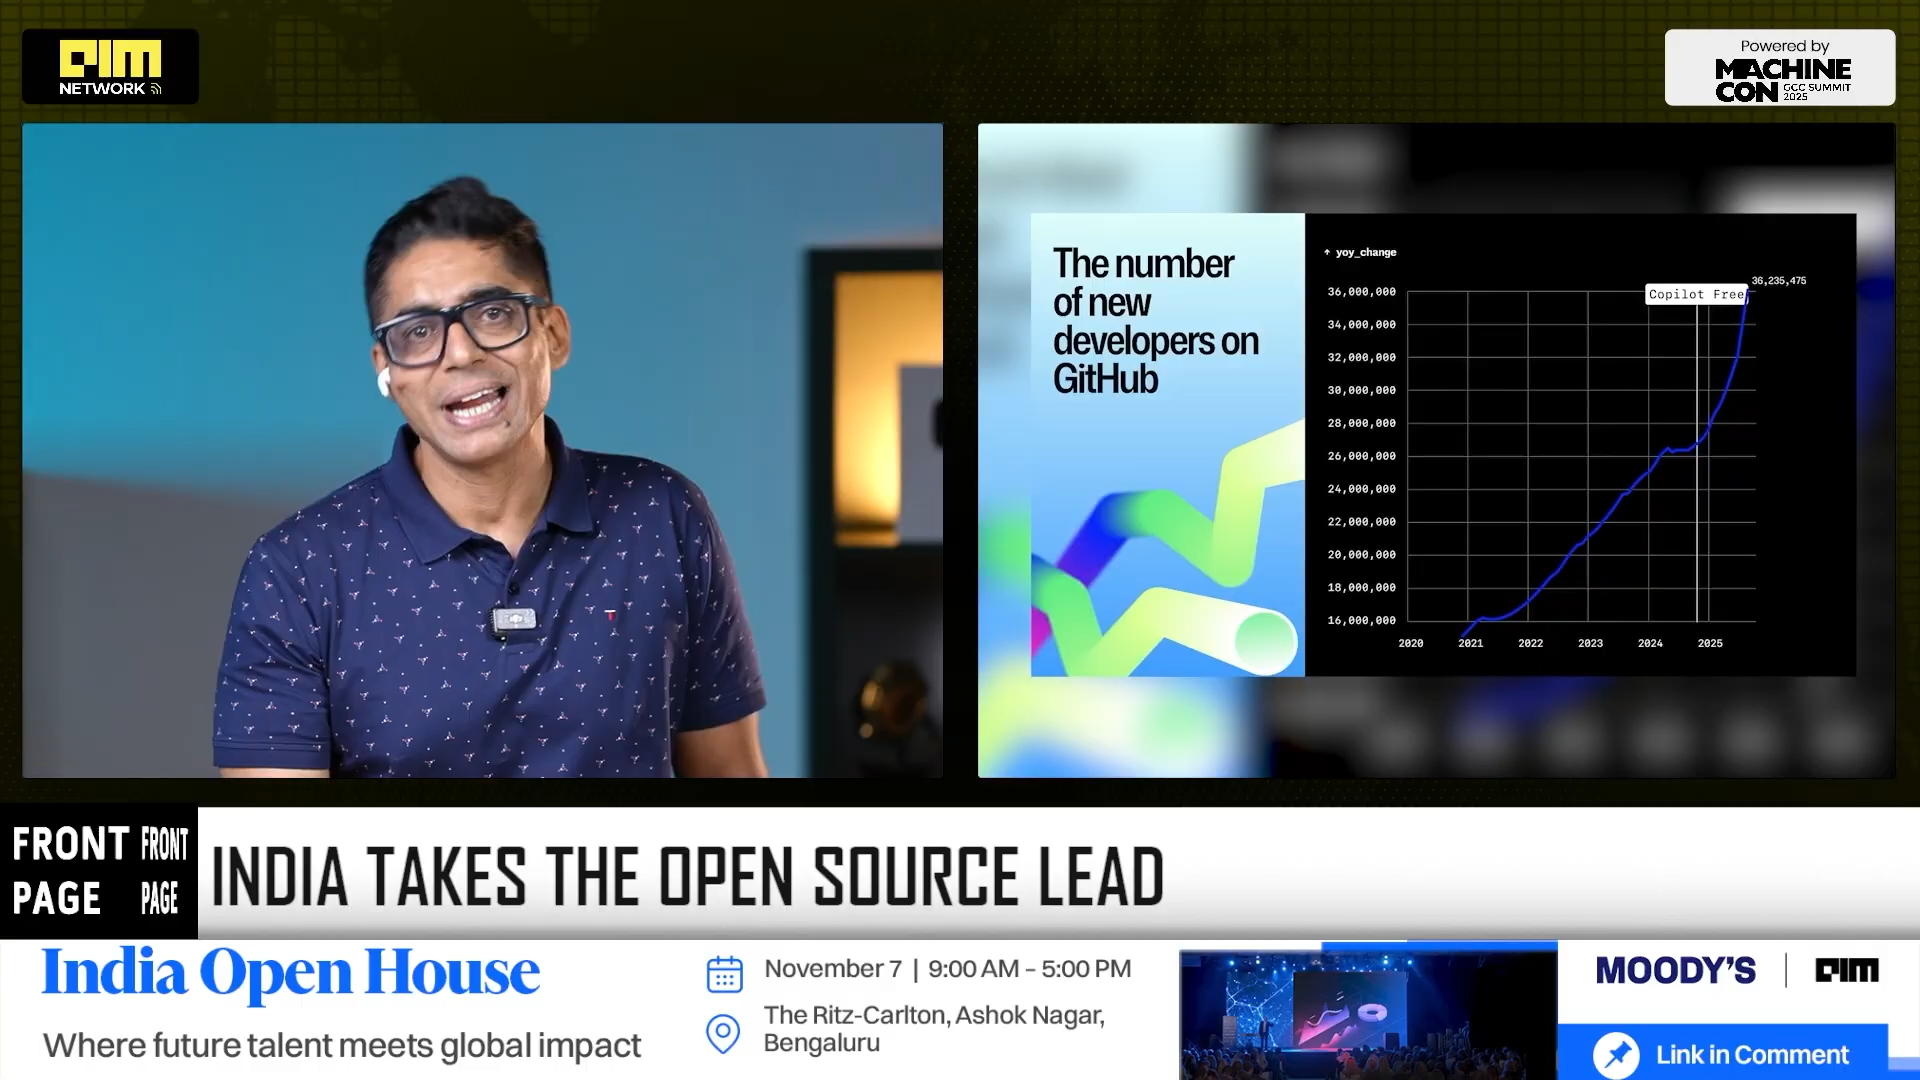 AIM
NETWORK
Powered by
MACHINE
CON GCC SUMMIT
2025
The number
of new
developers on
GitHub
↑ yoy_change
36,235,475
Copilot Free
36,000,000
34,000,000
32,000,000
30,000,000
28,000,000
26,000,000
24,000,000
22,000,000
20,000,000
18,000,000
16,000,000
2020 2021 2022 2023 2024 2025
FRONT FRONT
PAGE PAGE
INDIA TAKES THE OPEN SOURCE LEAD
India Open House
Where future talent meets global impact
November 7 | 9:00 AM – 5:00 PM
The Ritz-Carlton, Ashok Nagar,
Bengaluru
MOODY'S | AIM
Link in Comment